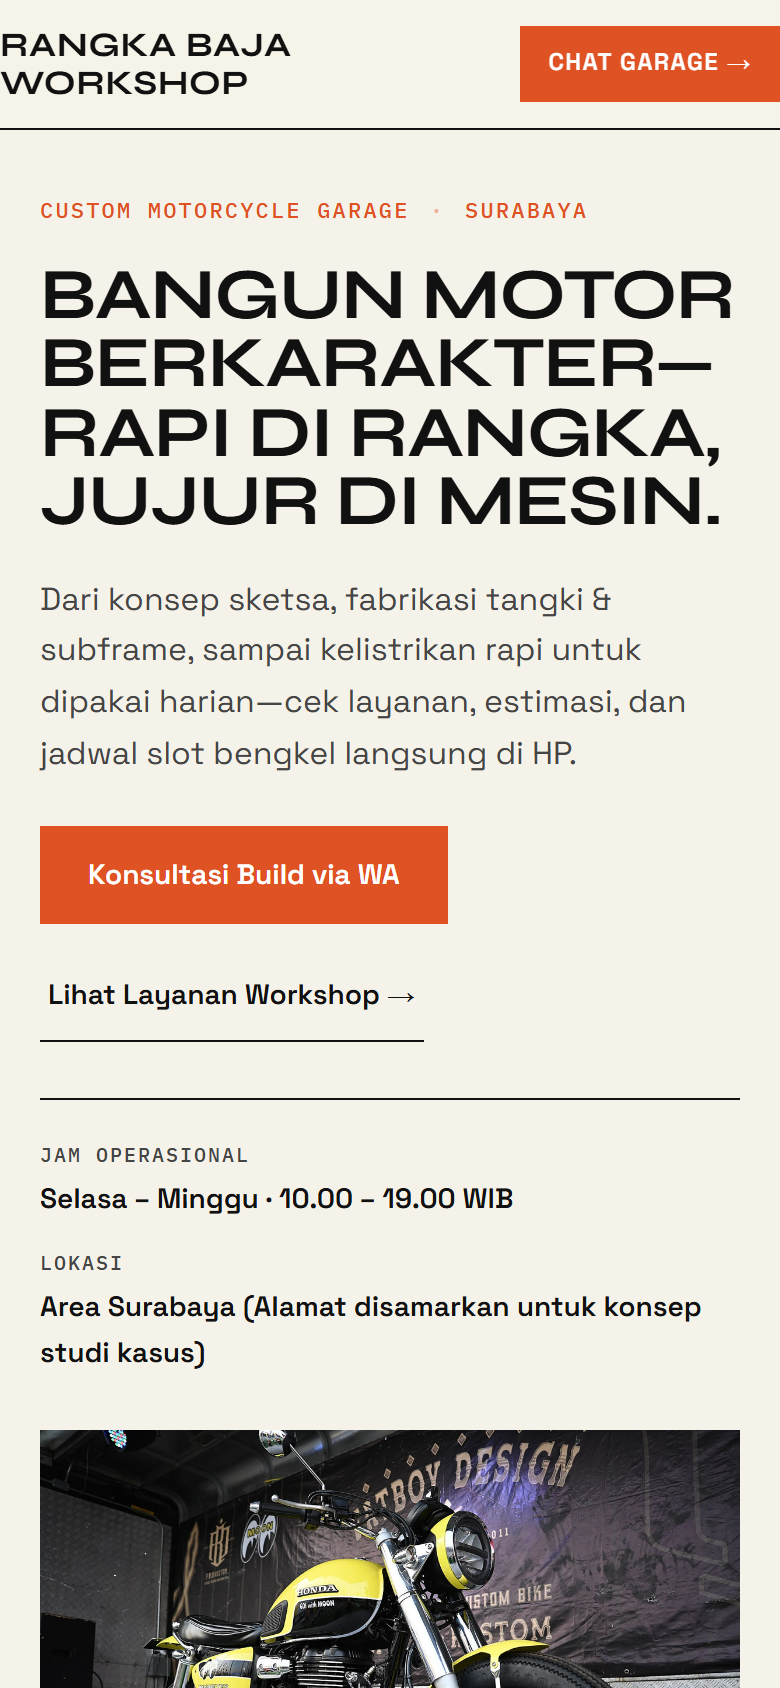 RANGKA BAJA
WORKSHOP
CHAT GARAGE →
CUSTOM MOTORCYCLE GARAGE · SURABAYA
BANGUN MOTOR
BERKARAKTER—
RAPI DI RANGKA,
JUJUR DI MESIN.
Dari konsep sketsa, fabrikasi tangki &
subframe, sampai kelistrikan rapi untuk
dipakai harian—cek layanan, estimasi, dan
jadwal slot bengkel langsung di HP.
Konsultasi Build via WA
Lihat Layanan Workshop →
JAM OPERASIONAL
Selasa – Minggu · 10.00 – 19.00 WIB
LOKASI
Area Surabaya (Alamat disamarkan untuk konsep
studi kasus)
DESIGN
MOON
HONDA
BIKE